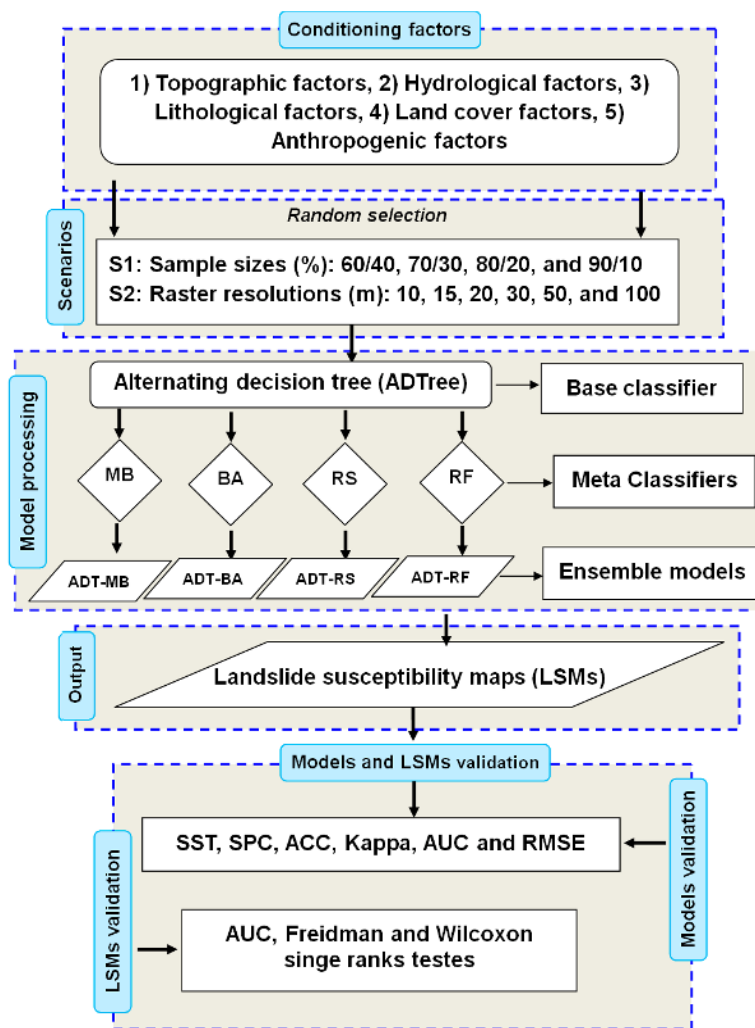 Conditioning factors
1) Topographic factors, 2) Hydrological factors, 3)
Lithological factors, 4) Land cover factors, 5)
Anthropogenic factors
Scenarios
Random selection
S1: Sample sizes (%): 60/40, 70/30, 80/20, and 90/10
S2: Raster resolutions (m): 10, 15, 20, 30, 50, and 100
Model processing
Alternating decision tree (ADTree)
Base classifier
MB
BA
RS
RF
Meta Classifiers
ADT-MB
ADT-BA
ADT-RS
ADT-RF
Ensemble models
Output
Landslide susceptibility maps (LSMs)
Models and LSMs validation
SST, SPC, ACC, Kappa, AUC and RMSE
Models validation
LSMs validation
AUC, Freidman and Wilcoxon
singe ranks testes